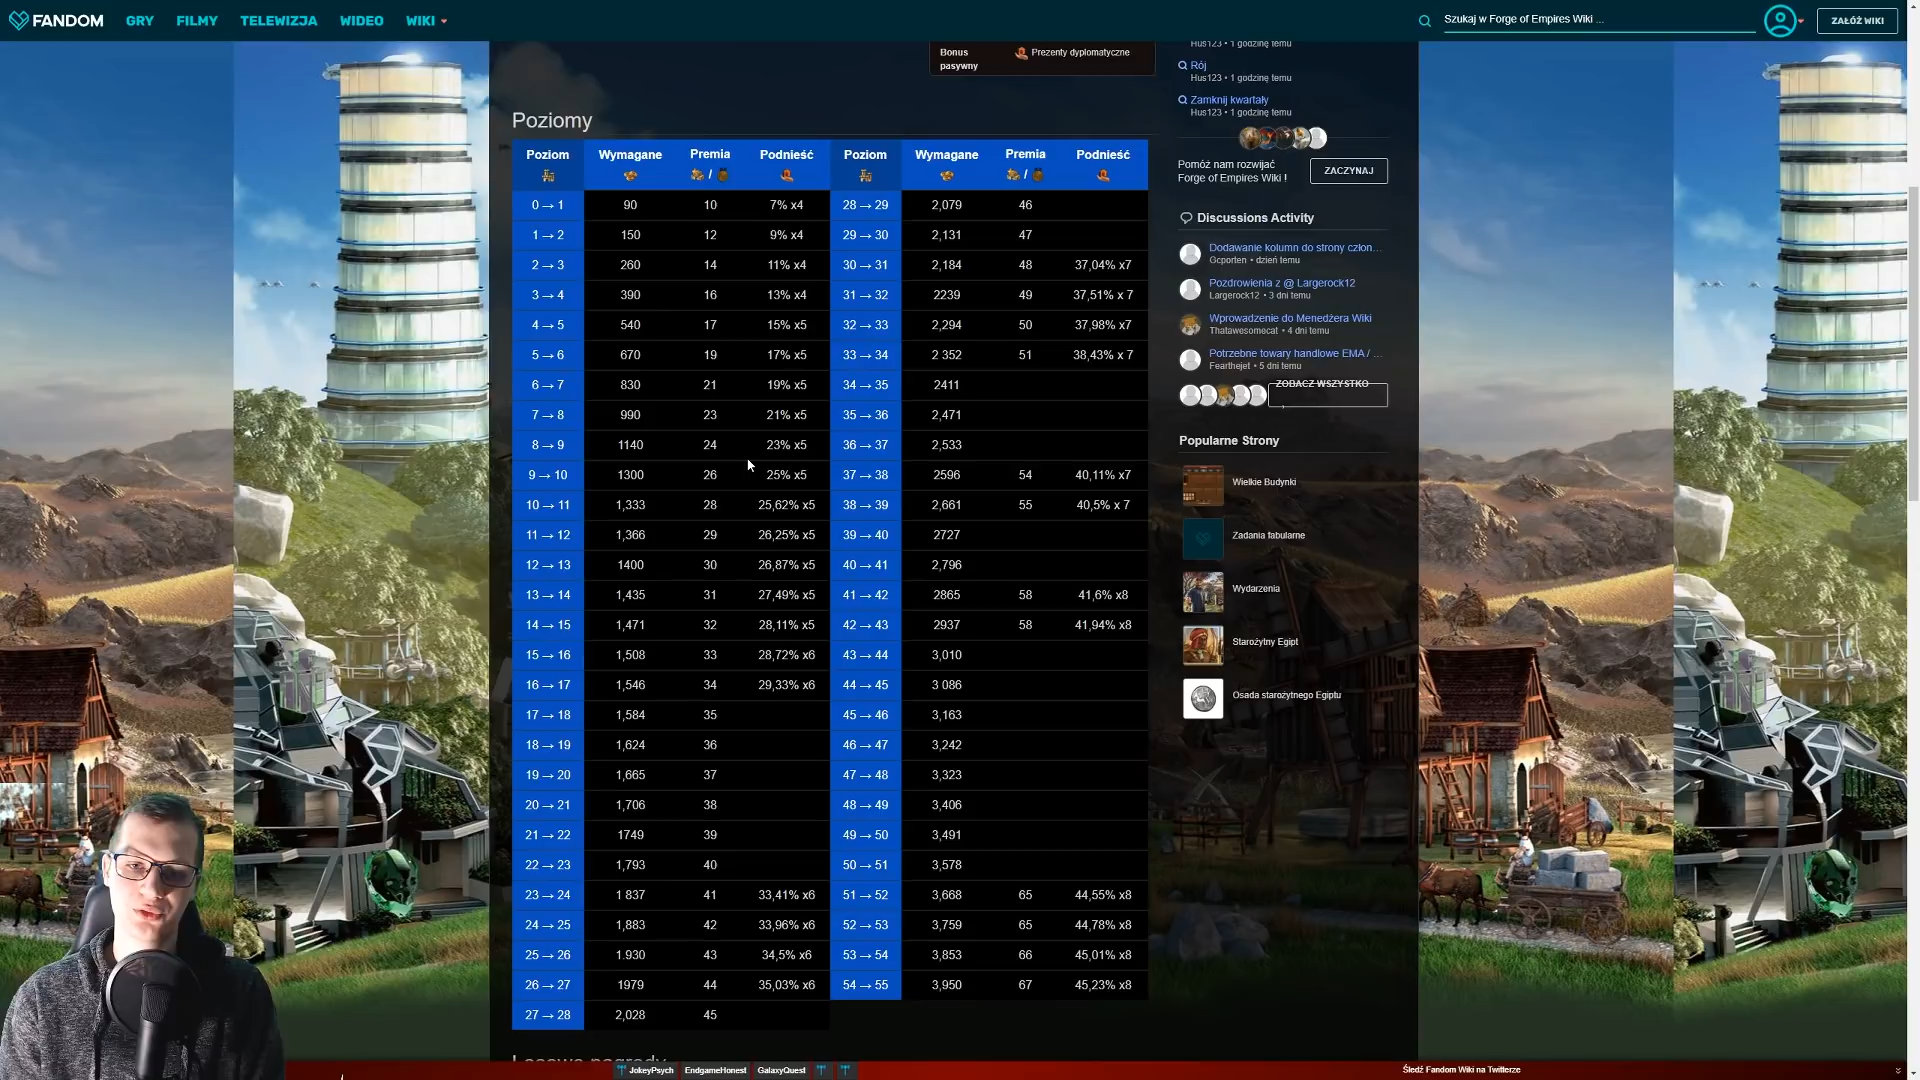 FANDOM GRY FILMY TELEWIZJA WIDEO WIKI Szukaj w Forge of Empires Wiki ... ZAŁÓŻ WIKI
Bonus pasywny Prezenty dyplomatyczne
Poziomy
Poziom Wymagane Premia Podnieść Poziom Wymagane Premia Podnieść
/ /
0 → 1 90 10 7% x4 28 → 29 2,079 46
1 → 2 150 12 9% x4 29 → 30 2,131 47
2 → 3 260 14 11% x4 30 → 31 2,184 48 37,04% x7
3 → 4 390 16 13% x4 31 → 32 2239 49 37,51% x 7
4 → 5 540 17 15% x5 32 → 33 2,294 50 37,98% x7
5 → 6 670 19 17% x5 33 → 34 2 352 51 38,43% x 7
6 → 7 830 21 19% x5 34 → 35 2411
7 → 8 990 23 21% x5 35 → 36 2,471
8 → 9 1140 24 23% x5 36 → 37 2,533
9 → 10 1300 26 25% x5 37 → 38 2596 54 40,11% x7
10 → 11 1,333 28 25,62% x5 38 → 39 2,661 55 40,5% x 7
11 → 12 1,366 29 26,25% x5 39 → 40 2727
12 → 13 1400 30 26,87% x5 40 → 41 2,796
13 → 14 1,435 31 27,49% x5 41 → 42 2865 58 41,6% x8
14 → 15 1,471 32 28,11% x5 42 → 43 2937 58 41,94% x8
15 → 16 1,508 33 28,72% x6 43 → 44 3,010
16 → 17 1,546 34 29,33% x6 44 → 45 3 086
17 → 18 1,584 35 45 → 46 3,163
18 → 19 1,624 36 46 → 47 3,242
19 → 20 1,665 37 47 → 48 3,323
20 → 21 1,706 38 48 → 49 3,406
21 → 22 1749 39 49 → 50 3,491
22 → 23 1,793 40 50 → 51 3,578
23 → 24 1 837 41 33,41% x6 51 → 52 3,668 65 44,55% x8
24 → 25 1,883 42 33,96% x6 52 → 53 3,759 65 44,78% x8
25 → 26 1.930 43 34,5% x6 53 → 54 3,853 66 45,01% x8
26 → 27 1979 44 35,03% x6 54 → 55 3,950 67 45,23% x8
27 → 28 2,028 45
Hus123 • 1 godzinę temu
Rój
Hus123 • 1 godzinę temu
Zamknij kwartały
Hus123 • 1 godzinę temu
Pomóż nam rozwijać
Forge of Empires Wiki !
ZACZYNAJ
Discussions Activity
Dodawanie kolumn do strony człon...
Gcporten • dzień temu
Pozdrowienia z @ Largerock12
Largerock12 • 3 dni temu
Wprowadzenie do Menedżera Wiki
Thatawesomecat • 4 dni temu
Potrzebne towary handlowe EMA / ...
Fearthejet • 5 dni temu
ZOBACZ WSZYSTKO
Popularne Strony
Wielkie Budynki
Zadania fabularne
Wydarzenia
Starożytny Egipt
Osada starożytnego Egiptu
Losowe nagrody
JokeyPsych EndgameHonest GalaxyQuest
Śledź Fandom Wiki na Twitterze